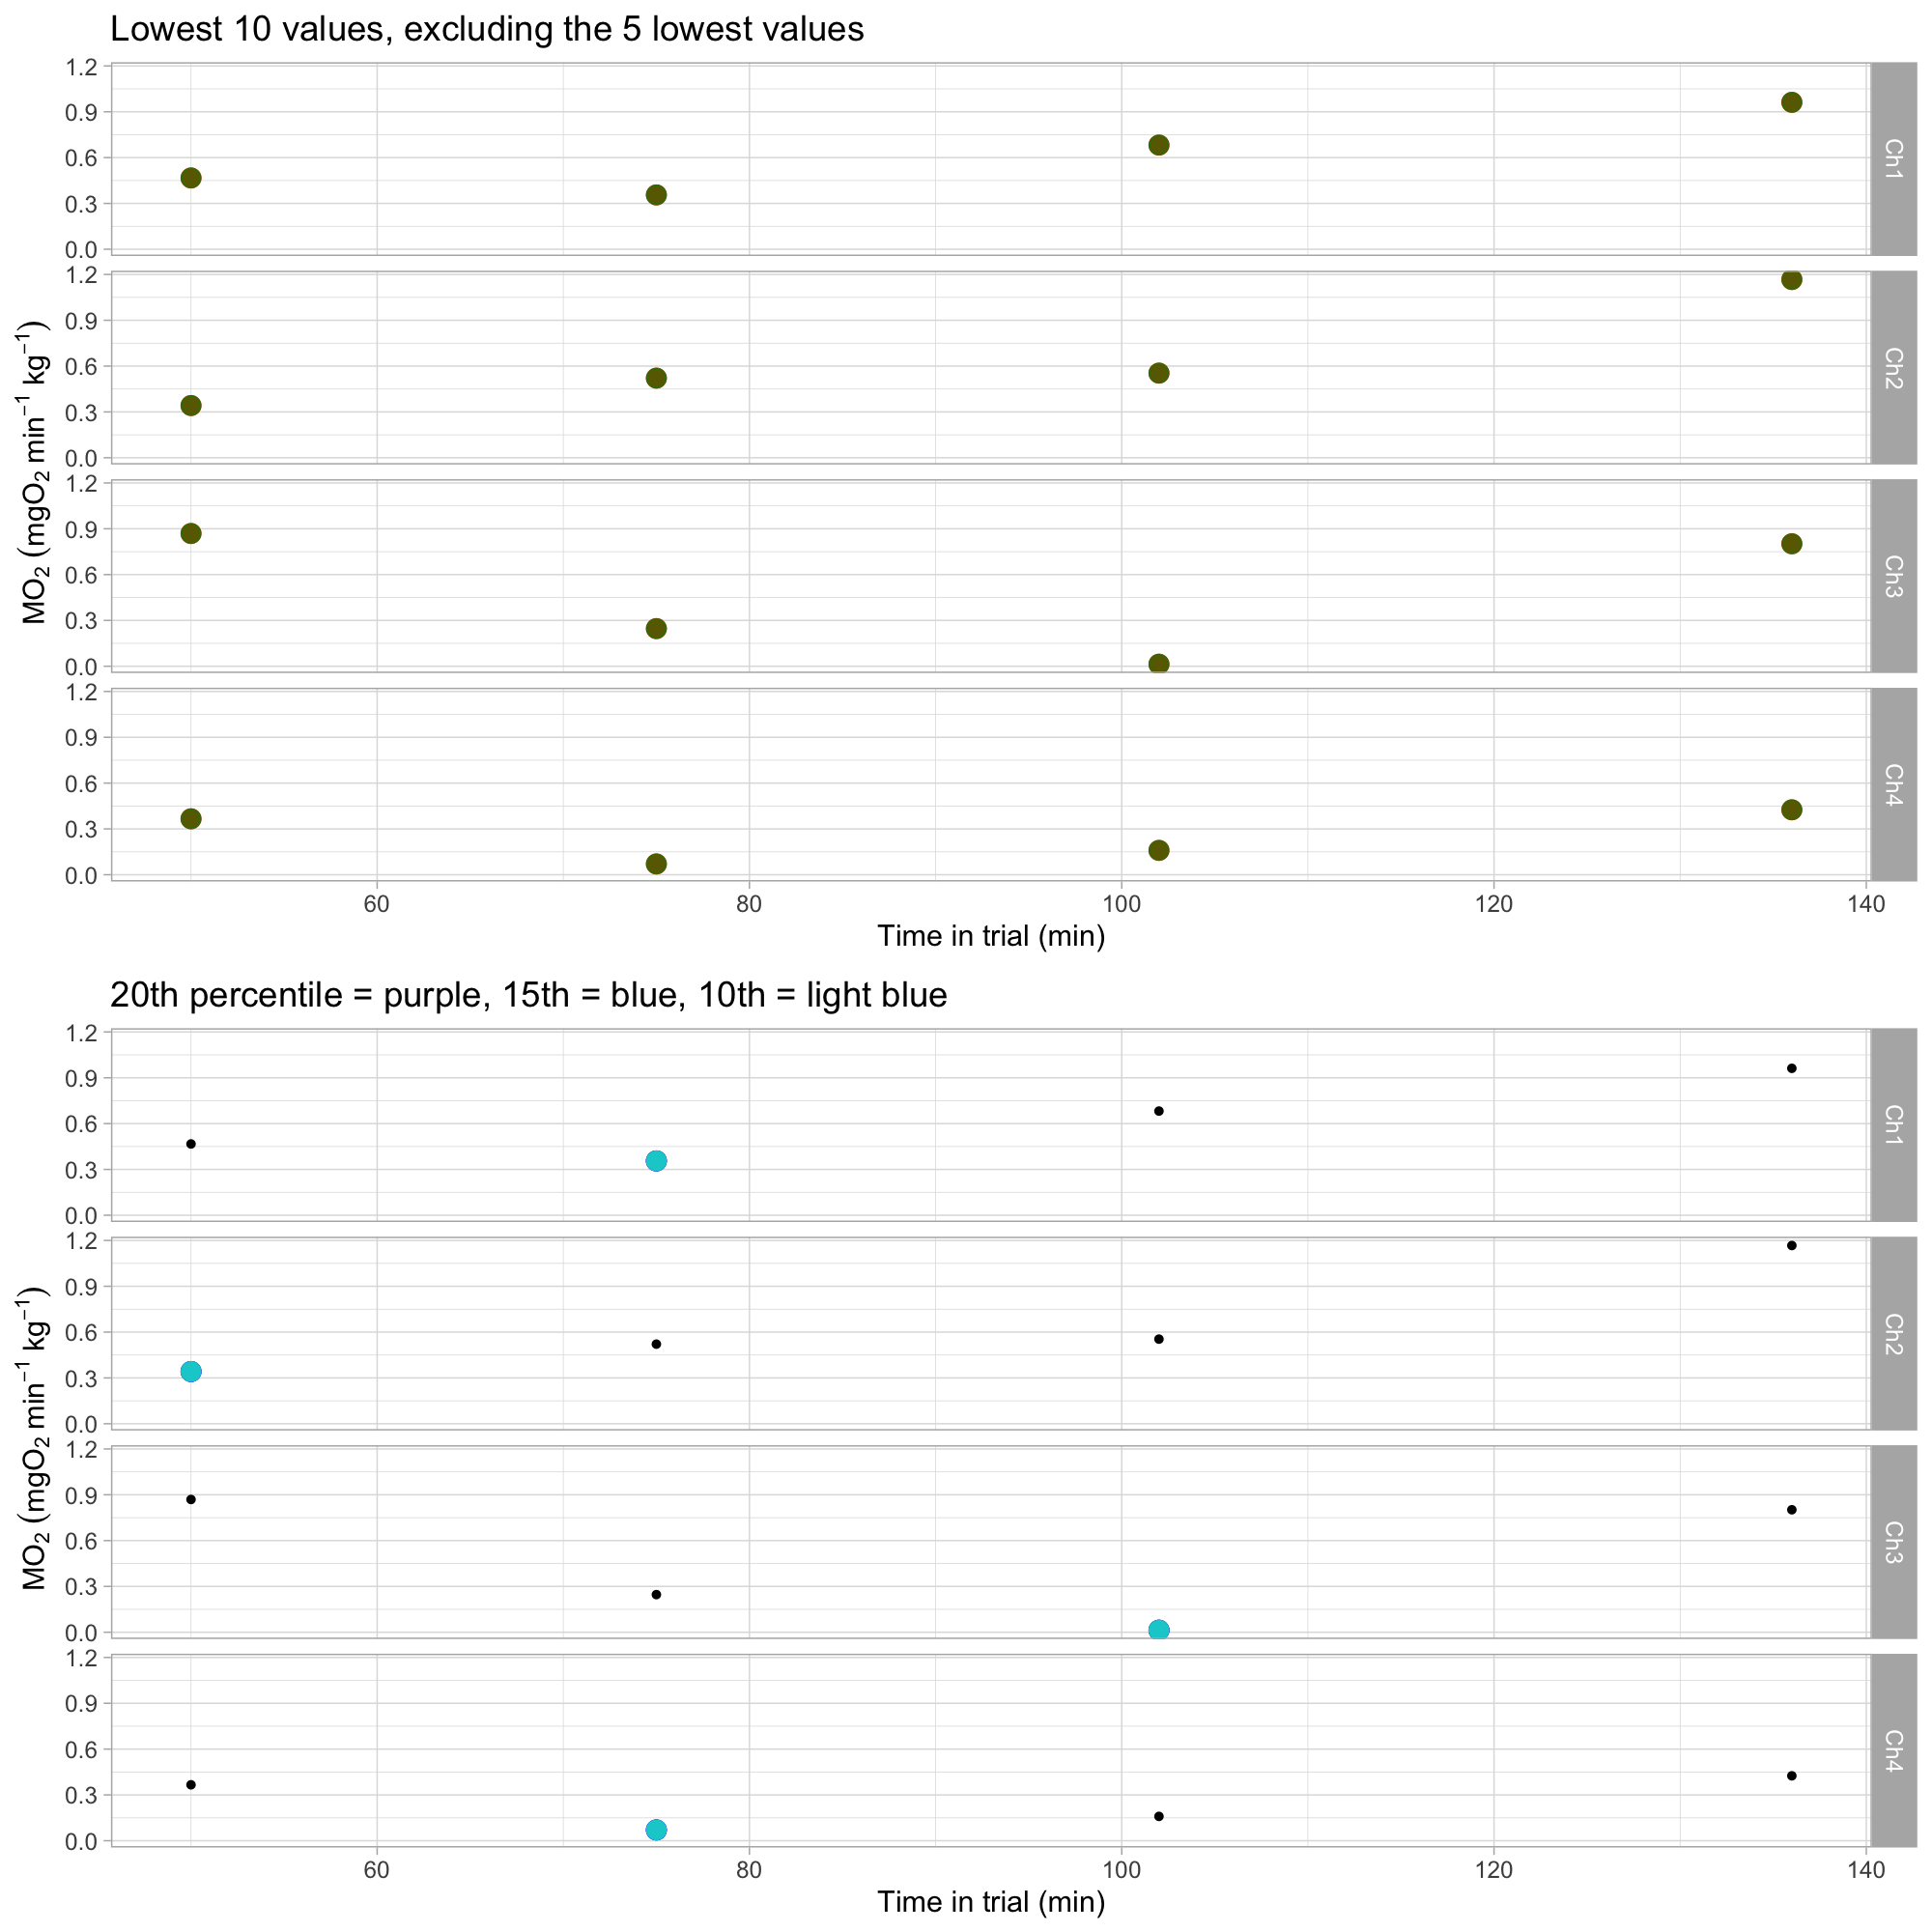 Lowest 10 values, excluding the 5 lowest values
1.2
0.9
0.6
0.3
0.0
Ch1
1.2
0.9
0.6
0.3
0.0
Ch2
1.2
0.9
0.6
0.3
0.0
Ch3
1.2
0.9
0.6
0.3
0.0
Ch4
MO₂ (mgO₂ min⁻¹ kg⁻¹)
60 80 100 120 140
Time in trial (min)
20th percentile = purple, 15th = blue, 10th = light blue
1.2
0.9
0.6
0.3
0.0
Ch1
1.2
0.9
0.6
0.3
0.0
Ch2
1.2
0.9
0.6
0.3
0.0
Ch3
1.2
0.9
0.6
0.3
0.0
Ch4
MO₂ (mgO₂ min⁻¹ kg⁻¹)
60 80 100 120 140
Time in trial (min)